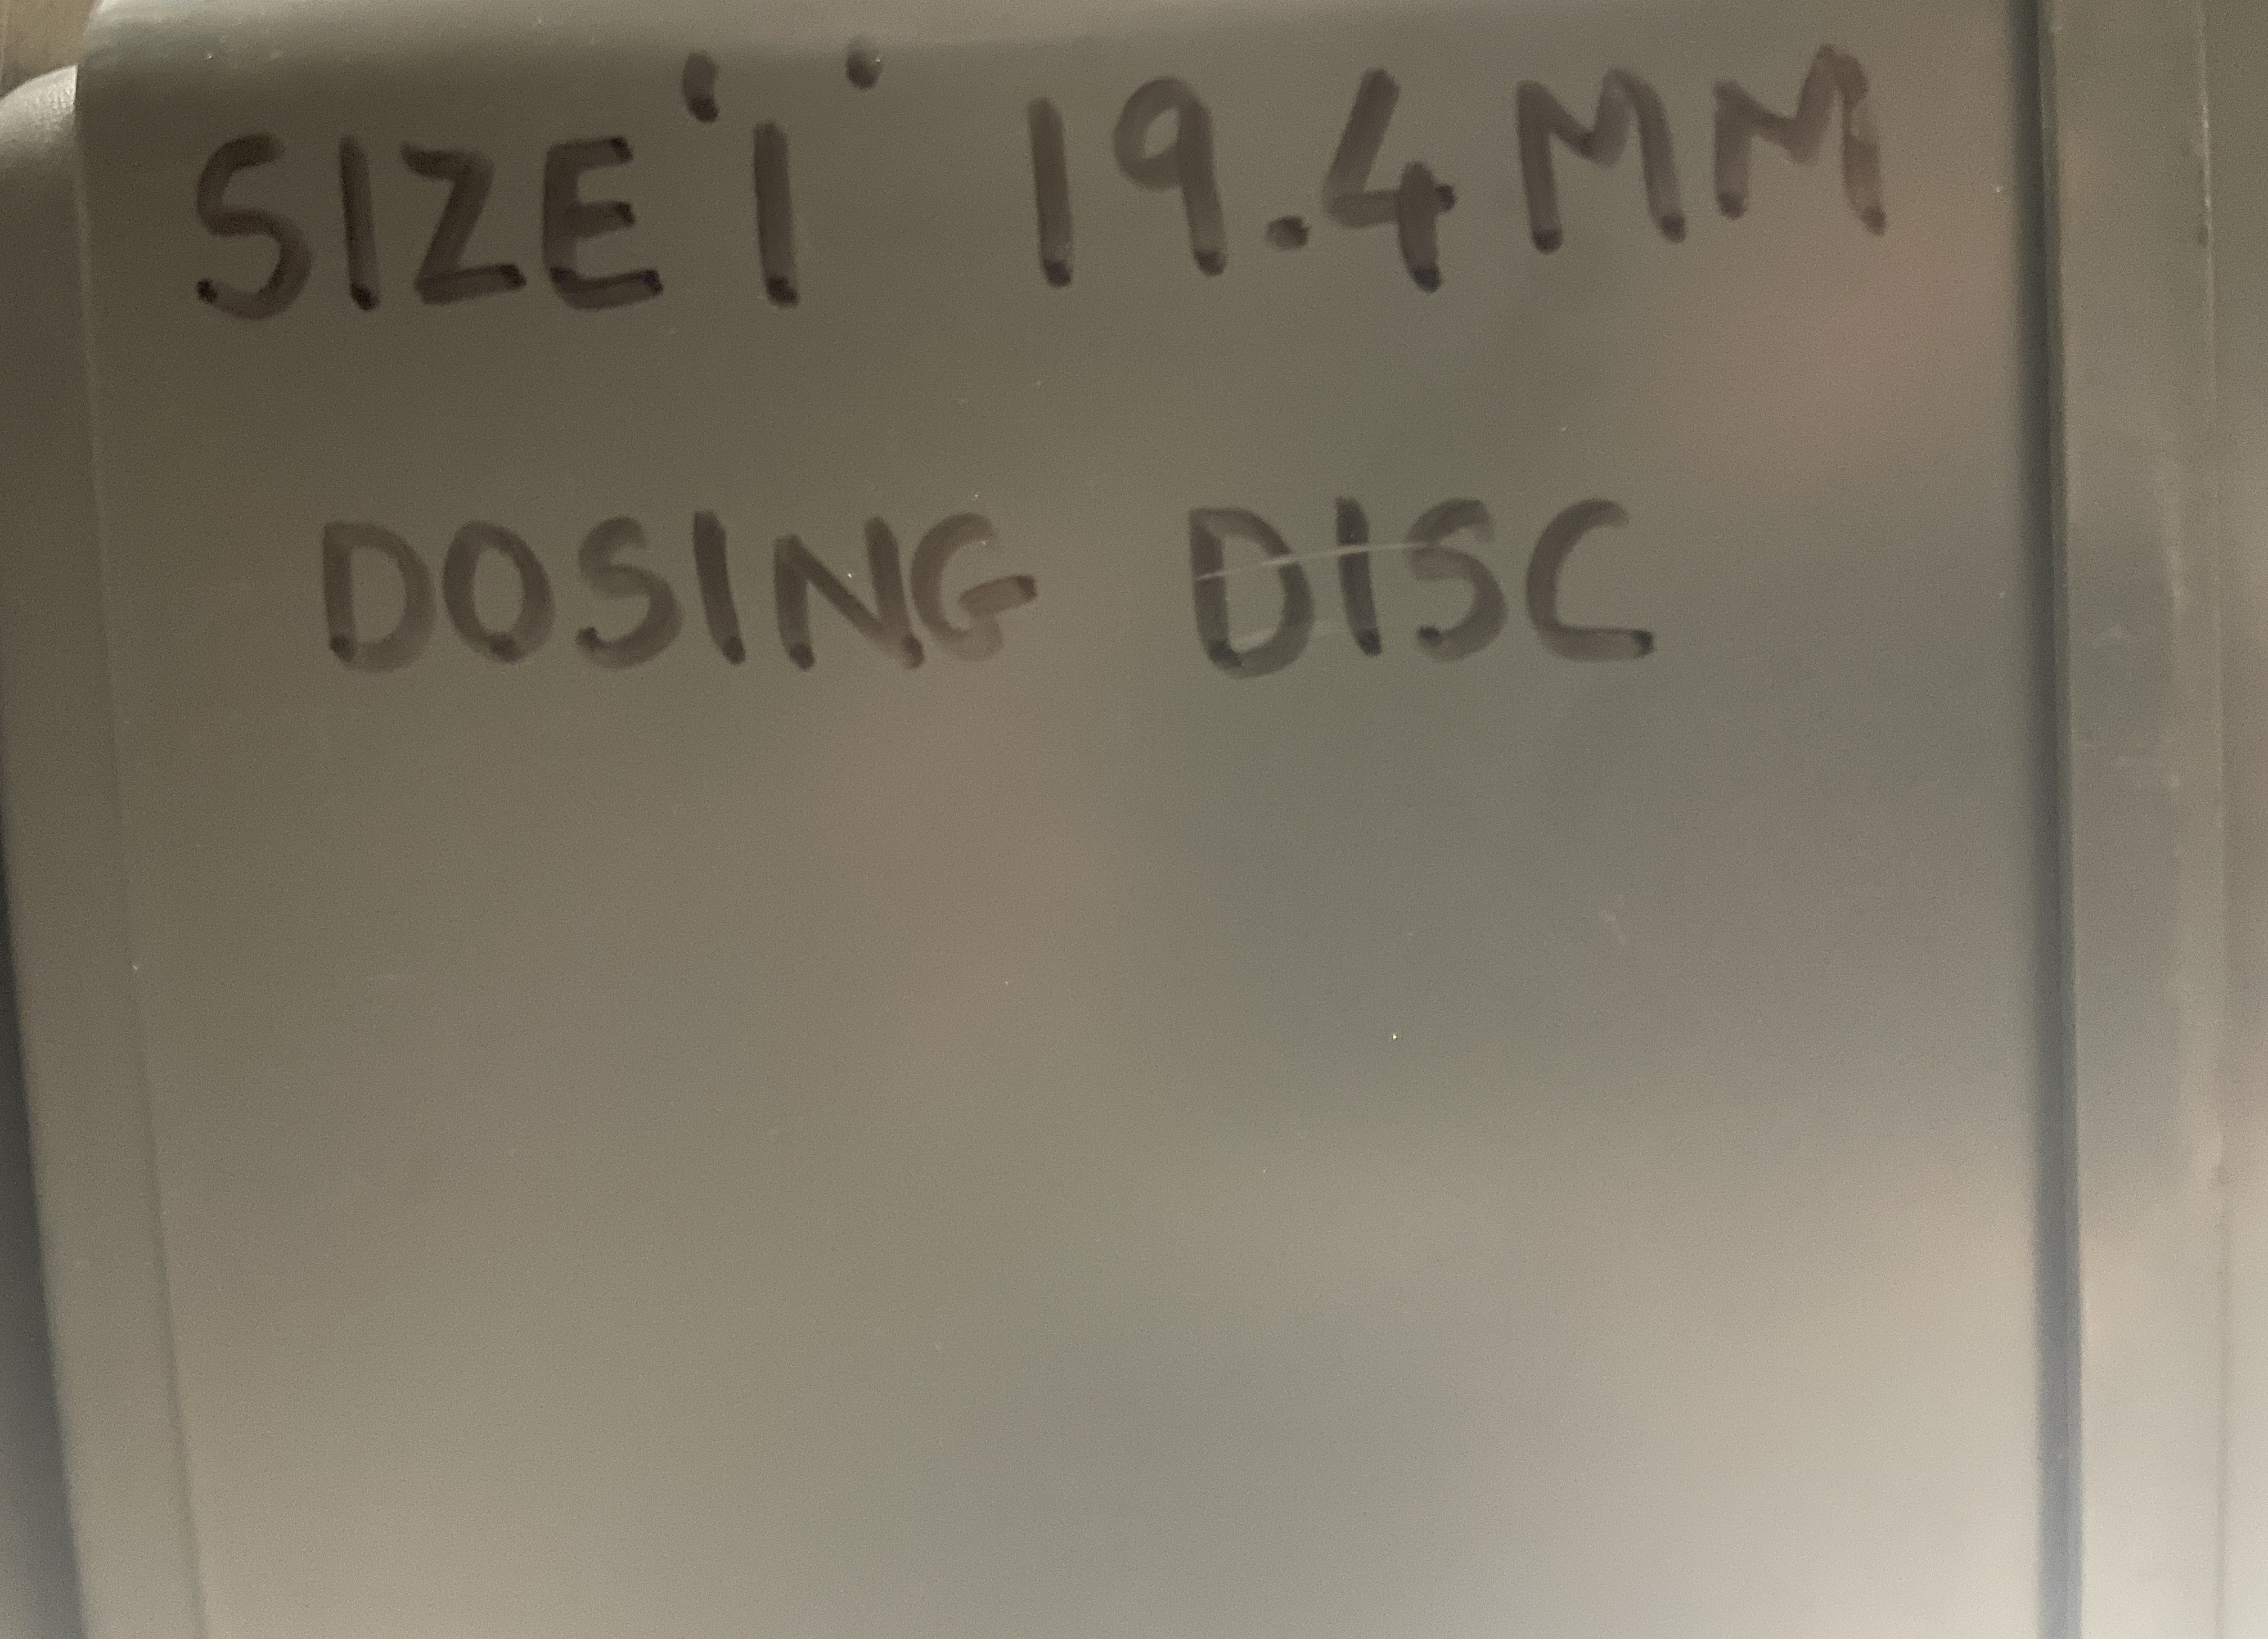 SIZE '1' 19.4MM
DOSING DISC